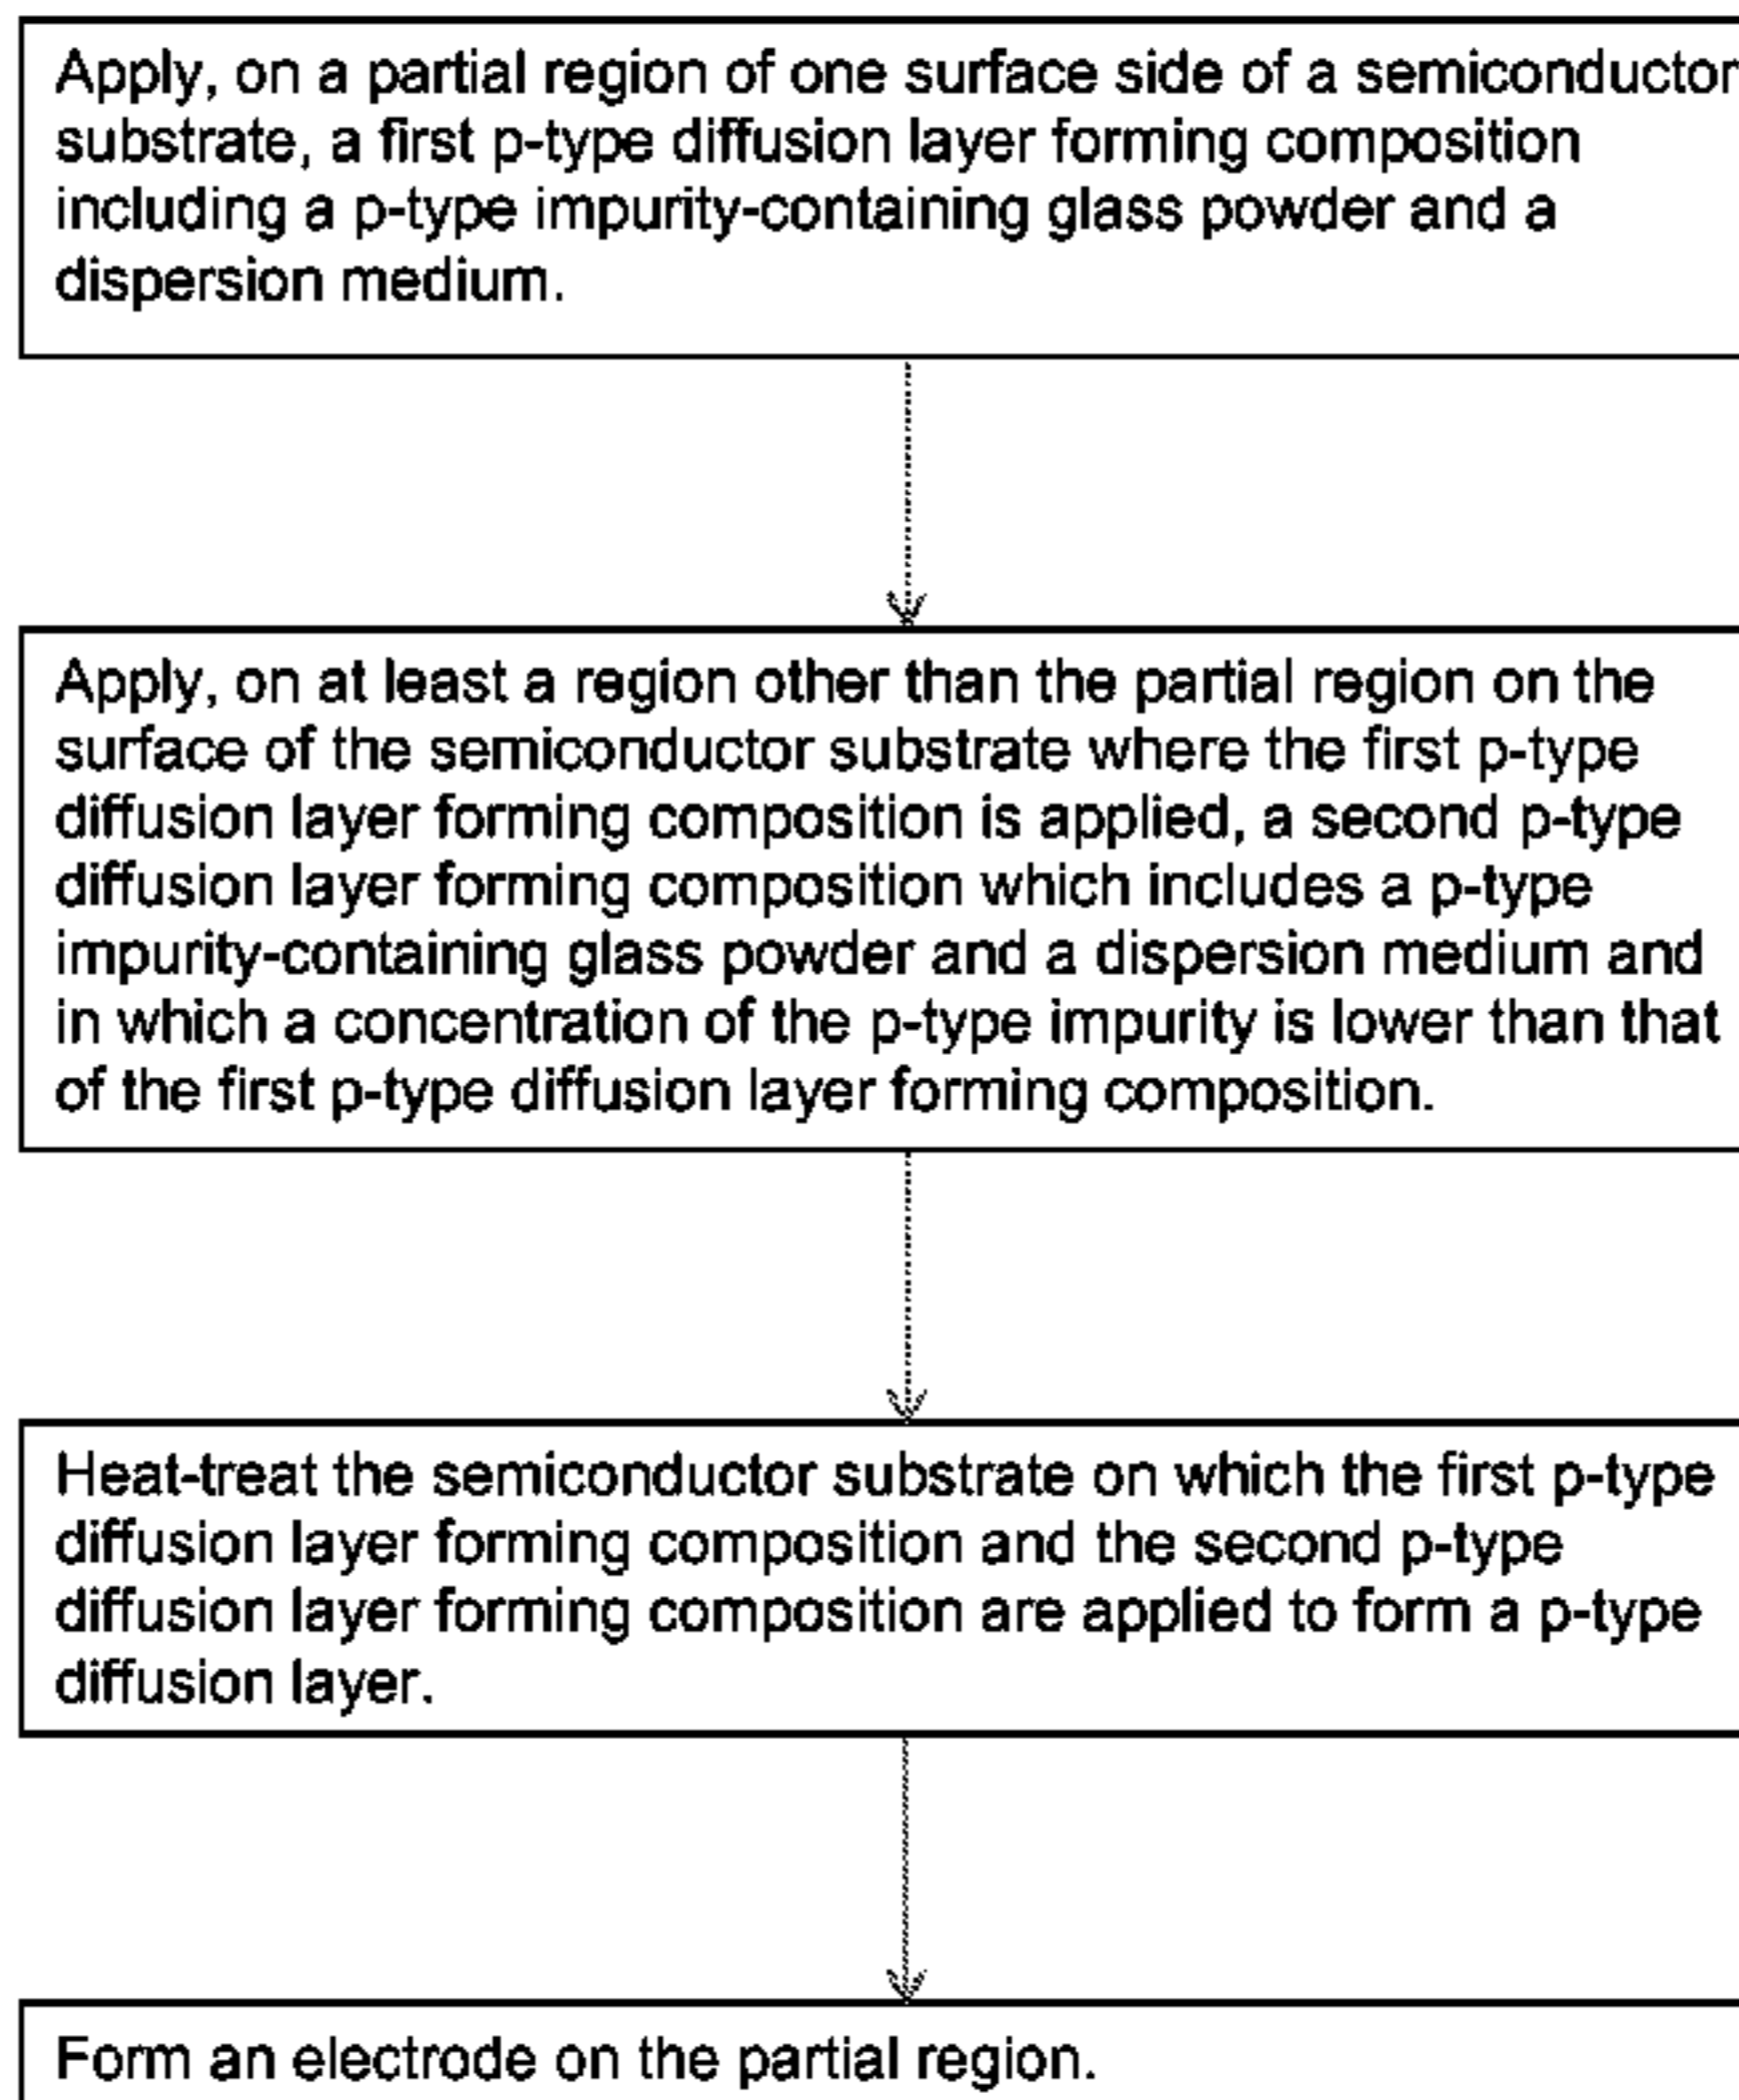 Apply, on a partial region of one surface side of a semiconductor
substrate, a first p-type diffusion layer forming composition
including a p-type impurity-containing glass powder and a
dispersion medium.
Apply, on at least a region other than the partial region on the
surface of the semiconductor substrate where the first p-type
diffusion layer forming composition is applied, a second p-type
diffusion layer forming composition which includes a p-type
impurity-containing glass powder and a dispersion medium and
in which a concentration of the p-type impurity is lower than that
of the first p-type diffusion layer forming composition.
Heat-treat the semiconductor substrate on which the first p-type
diffusion layer forming composition and the second p-type
diffusion layer forming composition are applied to form a p-type
diffusion layer.
Form an electrode on the partial region.